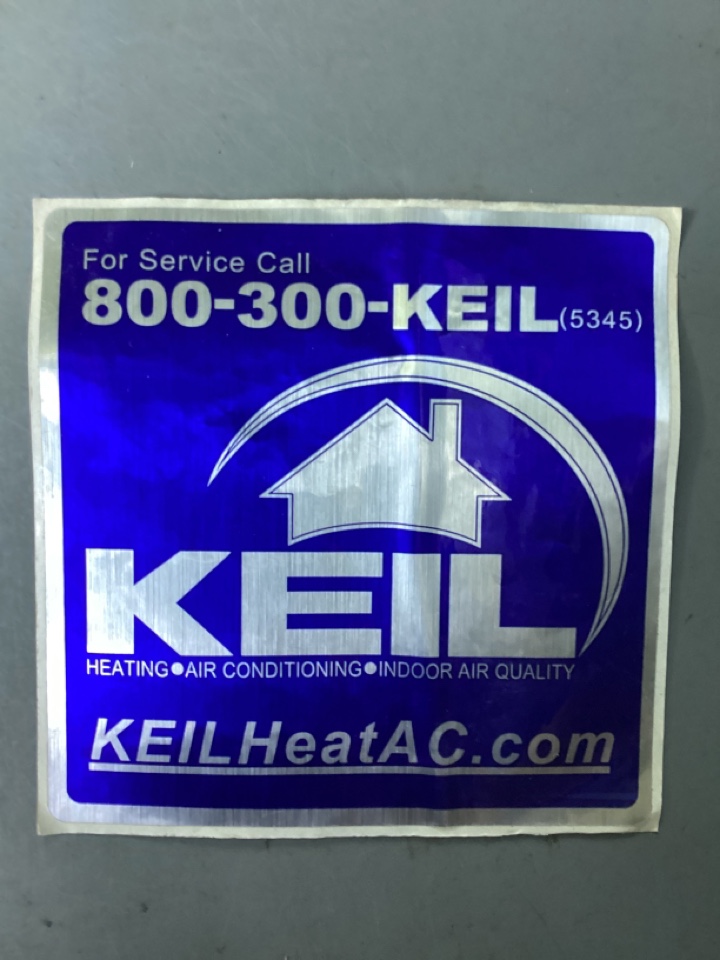 For Service Call
800-300-KEIL(5345)
KEIL
HEATING●AIR CONDITIONING●INDOOR AIR QUALITY
KEILHeatAC.com